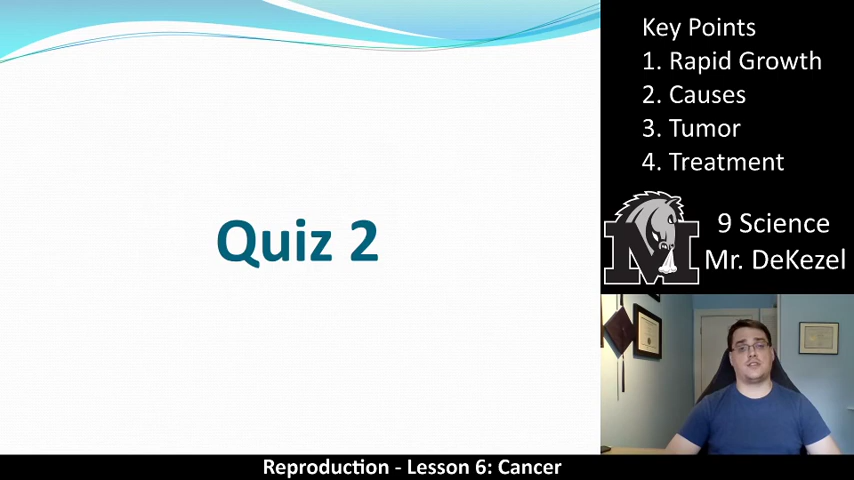 Quiz 2
Key Points
1. Rapid Growth
2. Causes
3. Tumor
4. Treatment
M
9 Science
Mr. DeKezel
Reproduction - Lesson 6: Cancer